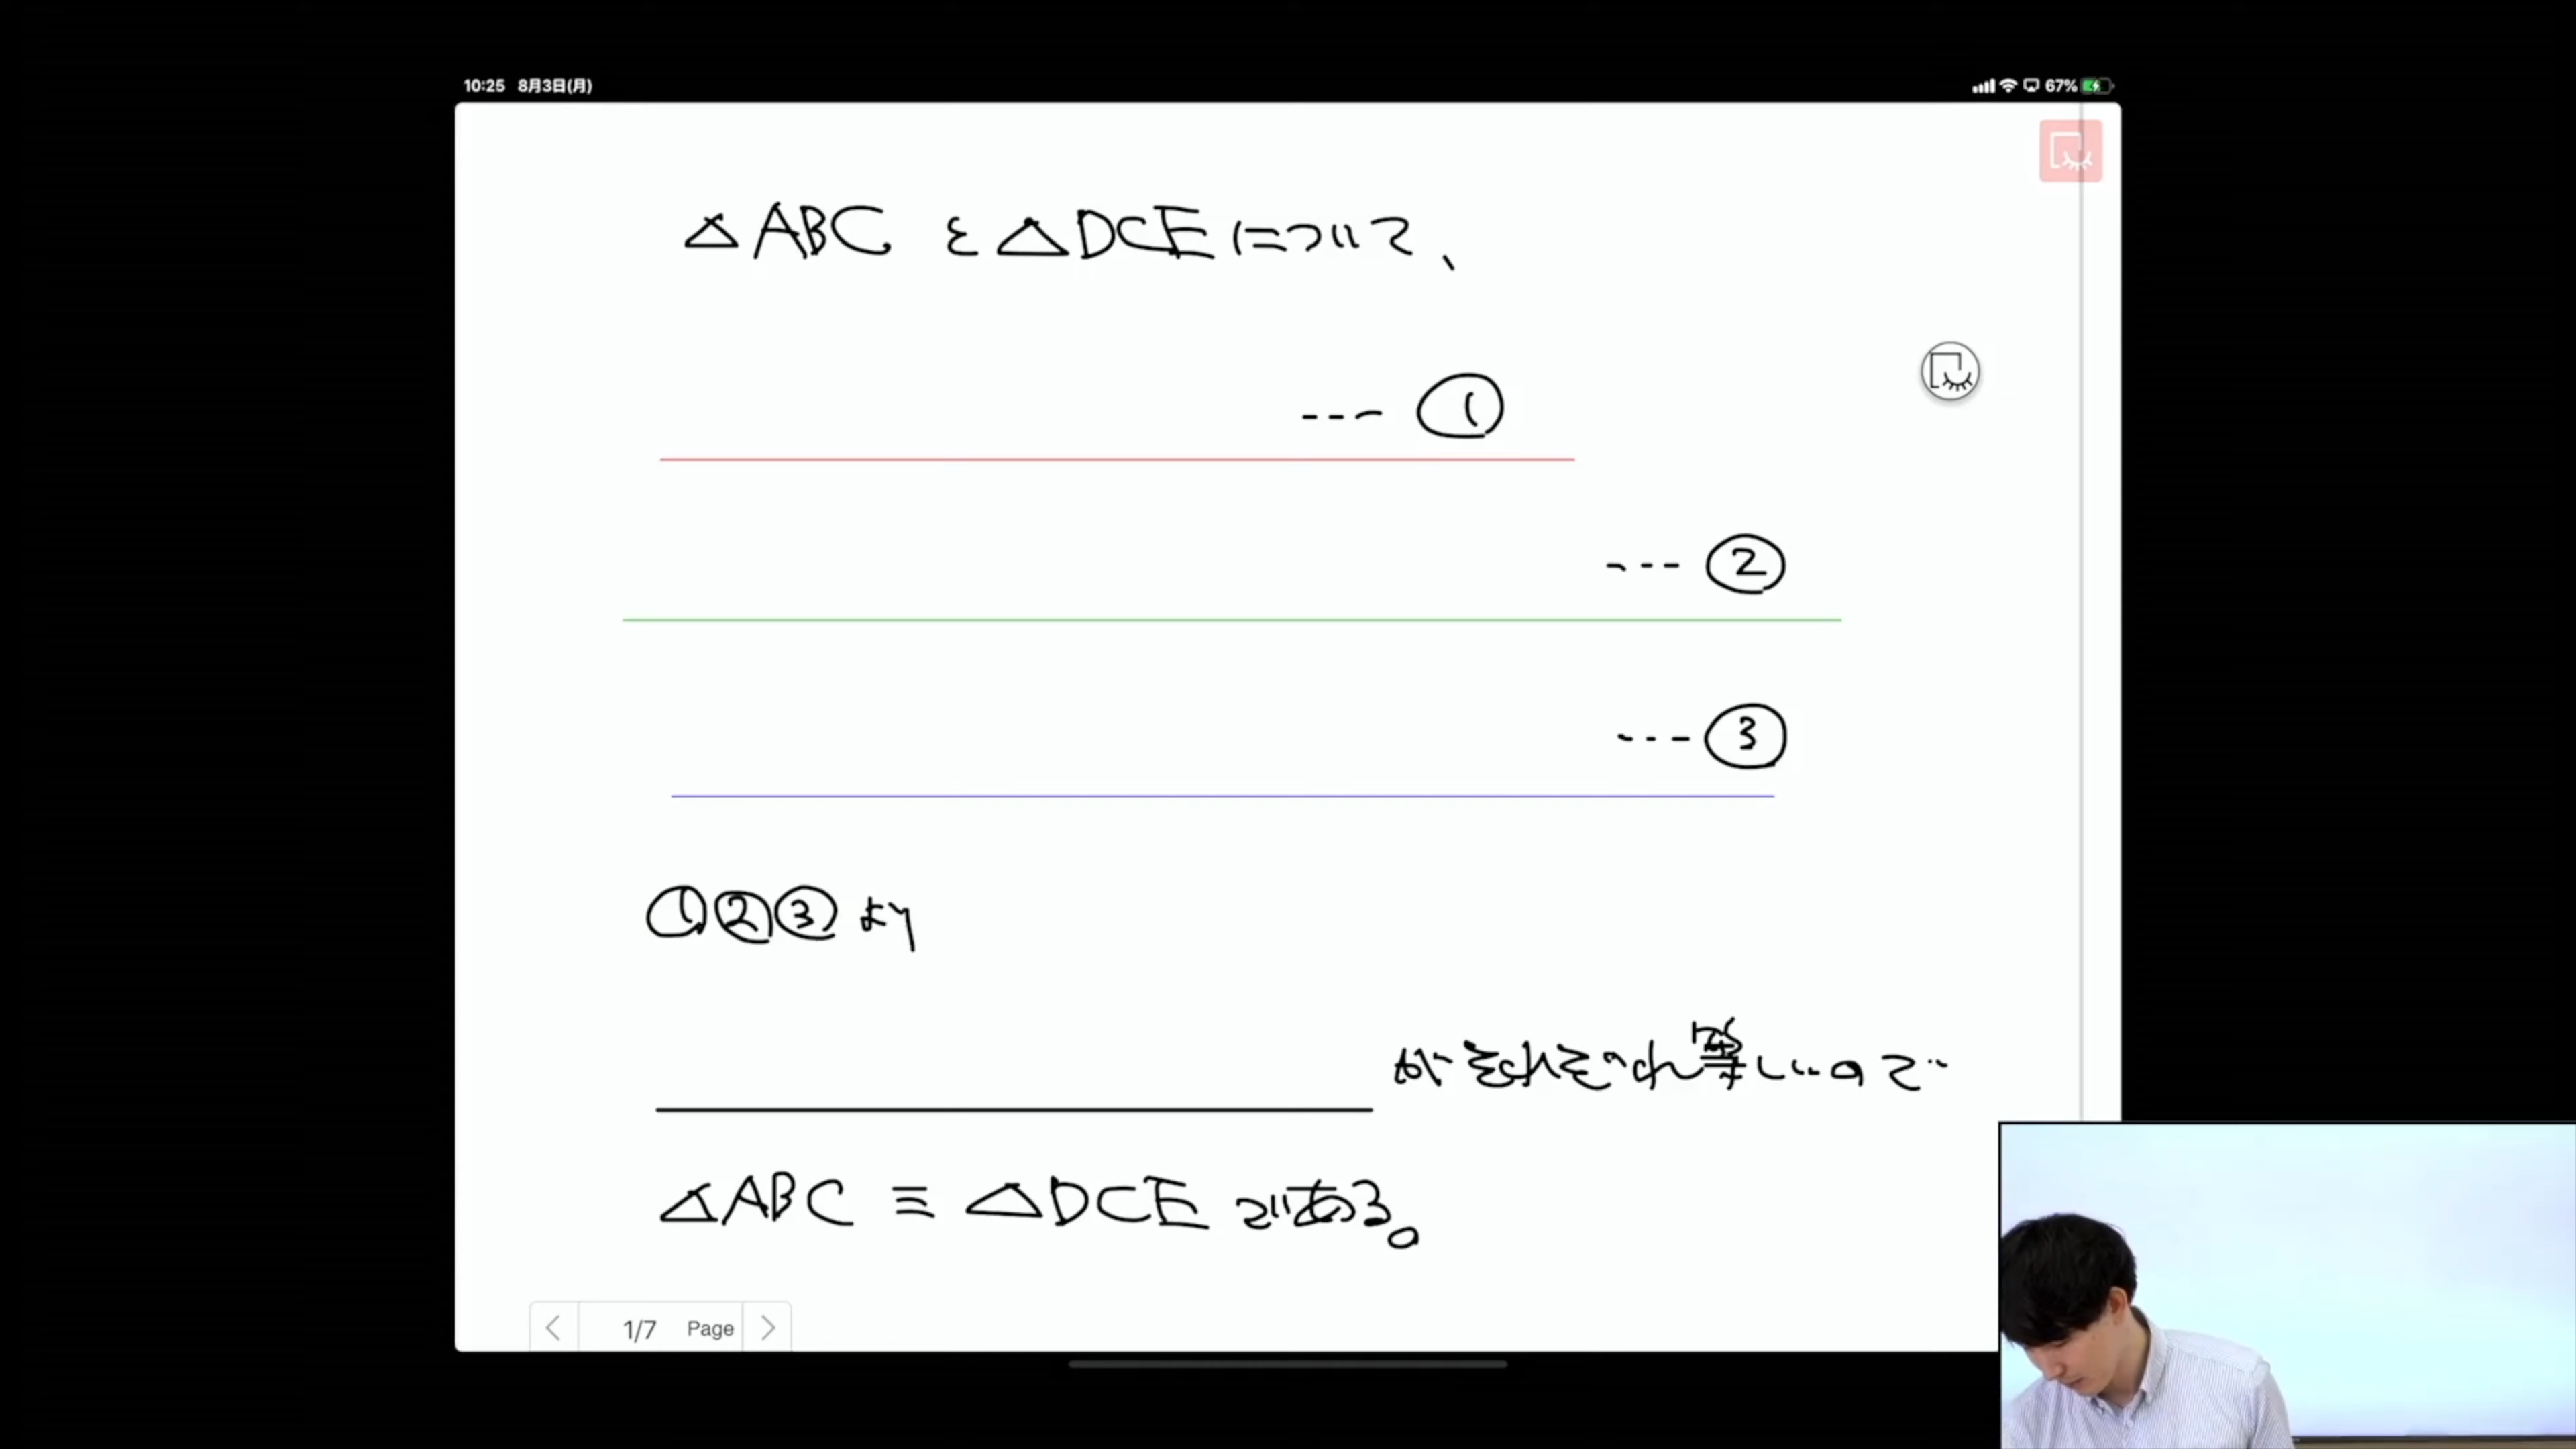 10:25 8月3日(月)
67%
△ABC と △DCE について、
--- ①
--- ②
--- ③
①②③ より
がそれぞれ等しいので
△ABC ≡ △DCE である。
1/7 Page